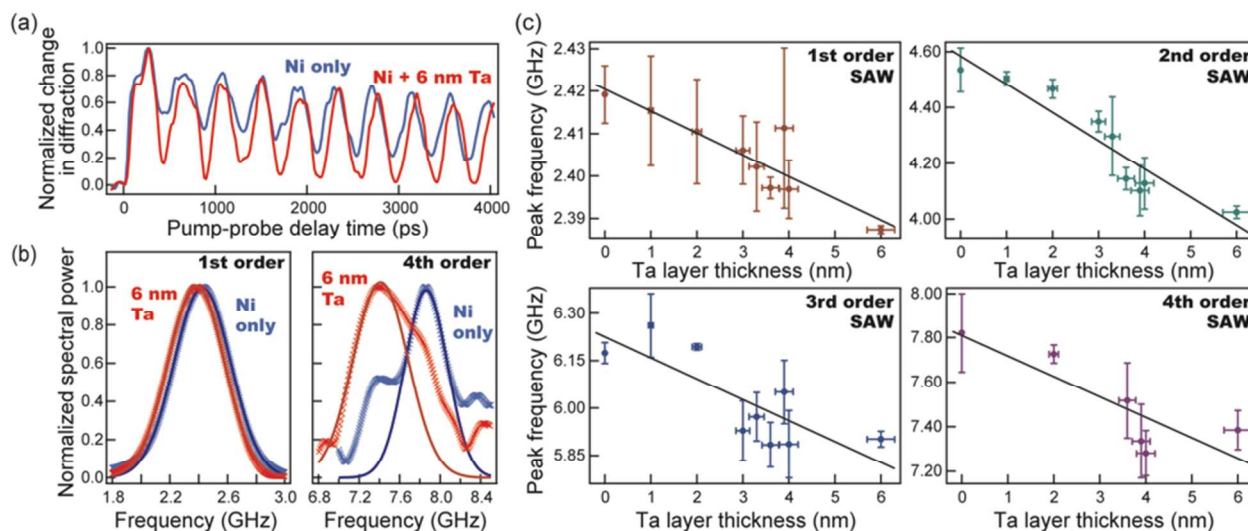 (a)
Normalized change
in diffraction
1.0
0.8
0.6
0.4
0.2
0.0
Ni only
Ni + 6 nm Ta
0
1000
2000
3000
4000
Pump-probe delay time (ps)
(b)
Normalized spectral power
1.0
0.8
0.6
0.4
0.2
0.0
1st order
6 nm
Ta
Ni
only
1.8
2.4
3.0
Frequency (GHz)
4th order
6 nm
Ta
Ni
only
6.8
7.2
7.6
8.0
8.4
Frequency (GHz)
(c)
Peak frequency (GHz)
2.43
2.42
2.41
2.40
2.39
1st order
SAW
0 1 2 3 4 5 6
Ta layer thickness (nm)
4.60
4.40
4.20
4.00
2nd order
SAW
0 1 2 3 4 5 6
Ta layer thickness (nm)
Peak frequency (GHz)
6.30
6.15
6.00
5.85
3rd order
SAW
0 1 2 3 4 5 6
Ta layer thickness (nm)
8.00
7.80
7.60
7.40
7.20
4th order
SAW
0 1 2 3 4 5 6
Ta layer thickness (nm)